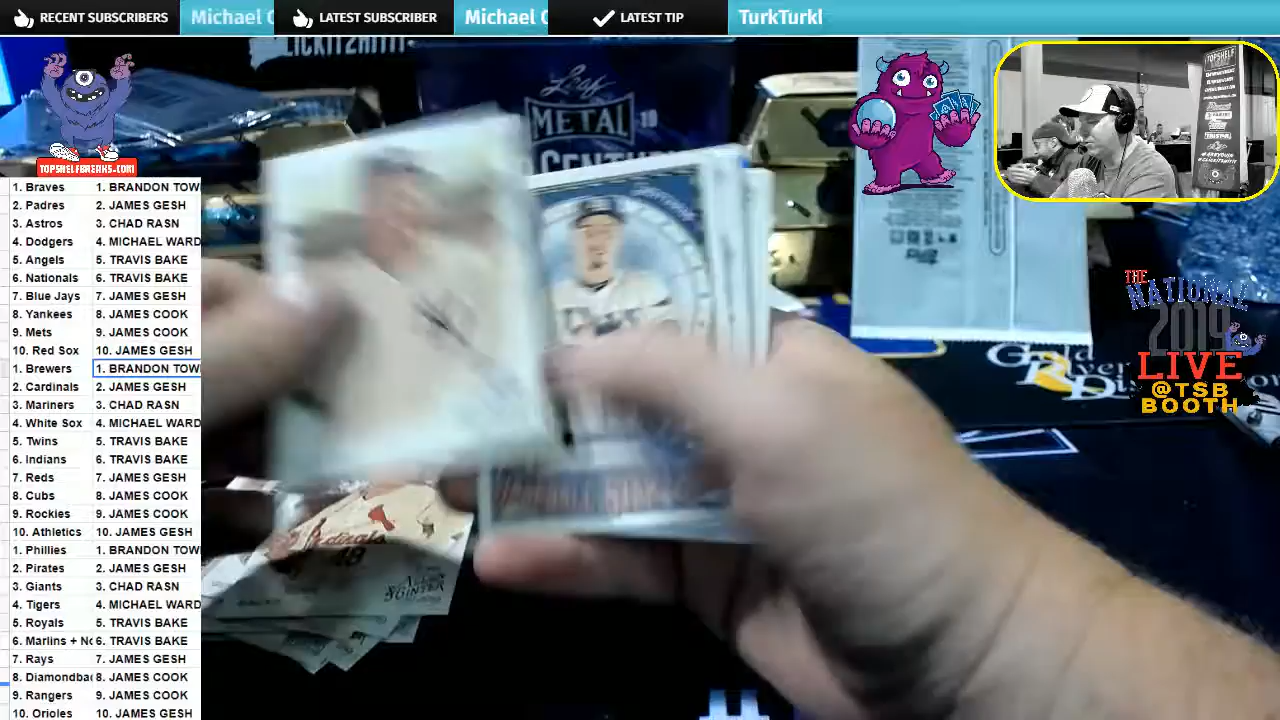 RECENT SUBSCRIBERS
Michael C
LATEST SUBSCRIBER
Michael C
LATEST TIP
TurkTurkl
CLICKITZHITIT
Leaf
METAL
TOPSHELFBREAKS.COM
TOPSHELF
THE
NATIONAL
2019
LIVE
@TSB
BOOTH
Gold
River
1. Braves 1. BRANDON TOW
2. Padres 2. JAMES GESH
3. Astros 3. CHAD RASN
4. Dodgers 4. MICHAEL WARD
5. Angels 5. TRAVIS BAKE
6. Nationals 6. TRAVIS BAKE
7. Blue Jays 7. JAMES GESH
8. Yankees 8. JAMES COOK
9. Mets 9. JAMES COOK
10. Red Sox 10. JAMES GESH
1. Brewers 1. BRANDON TOW
2. Cardinals 2. JAMES GESH
3. Mariners 3. CHAD RASN
4. White Sox 4. MICHAEL WARD
5. Twins 5. TRAVIS BAKE
6. Indians 6. TRAVIS BAKE
7. Reds 7. JAMES GESH
8. Cubs 8. JAMES COOK
9. Rockies 9. JAMES COOK
10. Athletics 10. JAMES GESH
1. Phillies 1. BRANDON TOW
2. Pirates 2. JAMES GESH
3. Giants 3. CHAD RASN
4. Tigers 4. MICHAEL WARD
5. Royals 5. TRAVIS BAKE
6. Marlins + Nc 6. TRAVIS BAKE
7. Rays 7. JAMES GESH
8. Diamondba 8. JAMES COOK
9. Rangers 9. JAMES COOK
10. Orioles 10. JAMES GESH
Cardinals
48
ALLEN
GINTER